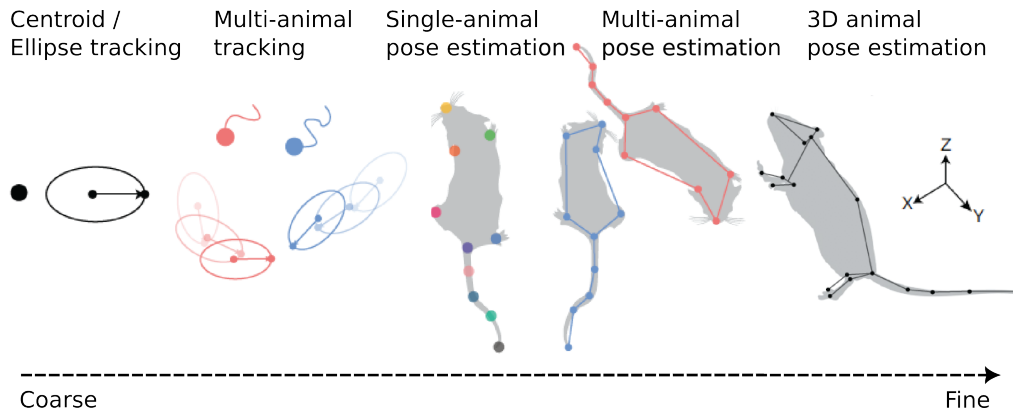 Centroid /
Ellipse tracking
Multi-animal
tracking
Single-animal
pose estimation
Multi-animal
pose estimation
3D animal
pose estimation
Z
X
Y
Coarse
Fine